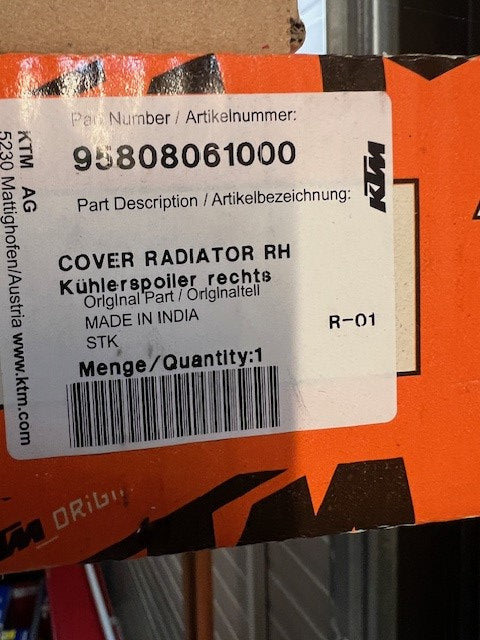 Part Number / Artikelnummer:
95808061000
Part Description / Artikelbezeichnung:
KTM
COVER RADIATOR RH
Kühlerspoiler rechts
Original Part / Originalteil
MADE IN INDIA
R-01
STK
Menge/Quantity:1
KTM AG
5230 Mattighofen/Austria www.ktm.com